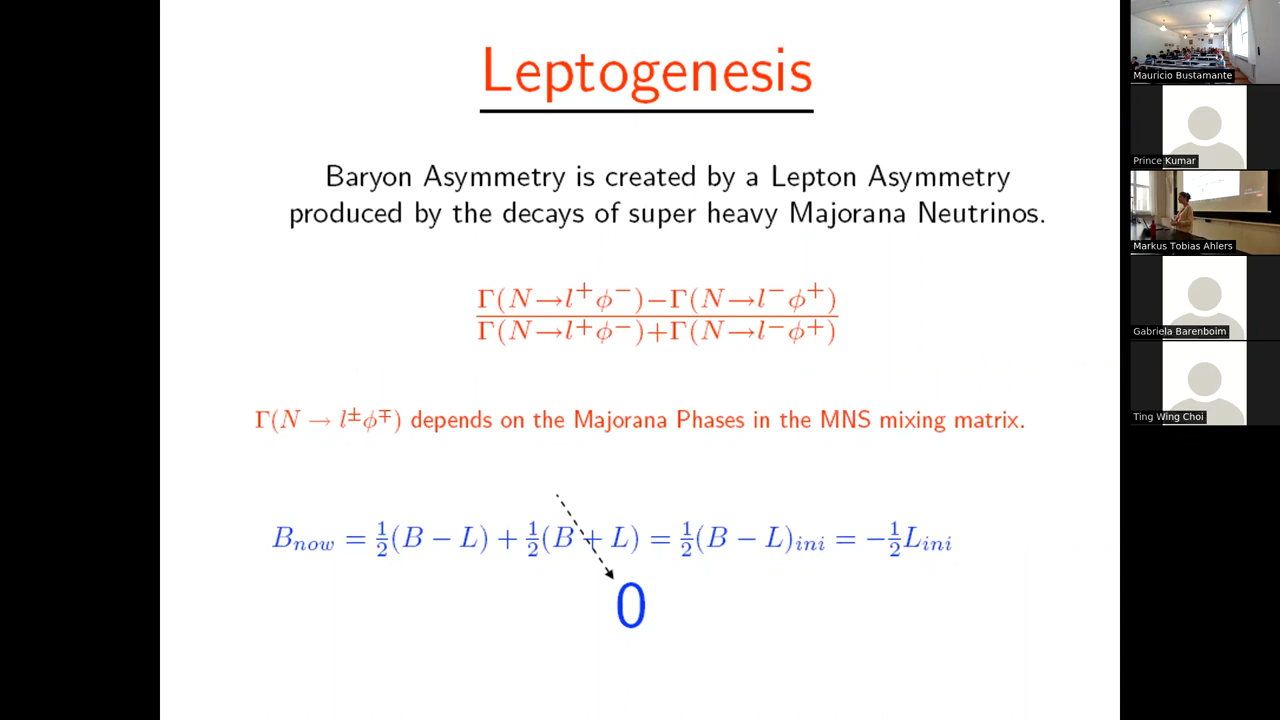 Leptogenesis
Baryon Asymmetry is created by a Lepton Asymmetry
produced by the decays of super heavy Majorana Neutrinos.
Γ(N→l⁺ϕ⁻)−Γ(N→l⁻ϕ⁺)
Γ(N→l⁺ϕ⁻)+Γ(N→l⁻ϕ⁺)
Γ(N → l±ϕ∓) depends on the Majorana Phases in the MNS mixing matrix.
B_now = ½(B − L) + ½(B + L) = ½(B − L)_ini = −½L_ini
0
Mauricio Bustamante
Prince Kumar
Markus Tobias Ahlers
Gabriela Barenboim
Ting Wing Choi